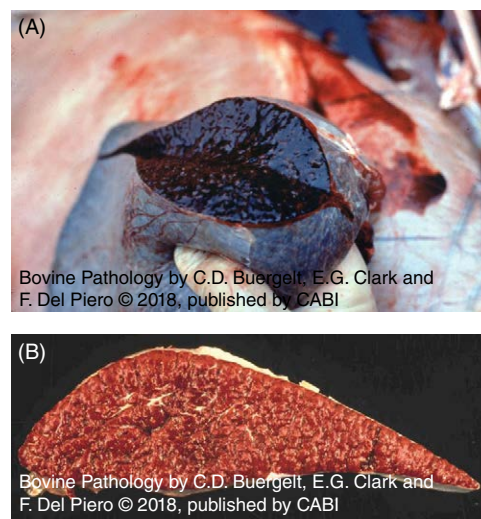 (A)
Bovine Pathology by C.D. Buergelt, E.G. Clark and
F. Del Piero © 2018, published by CABI
(B)
Bovine Pathology by C.D. Buergelt, E.G. Clark and
F. Del Piero © 2018, published by CABI